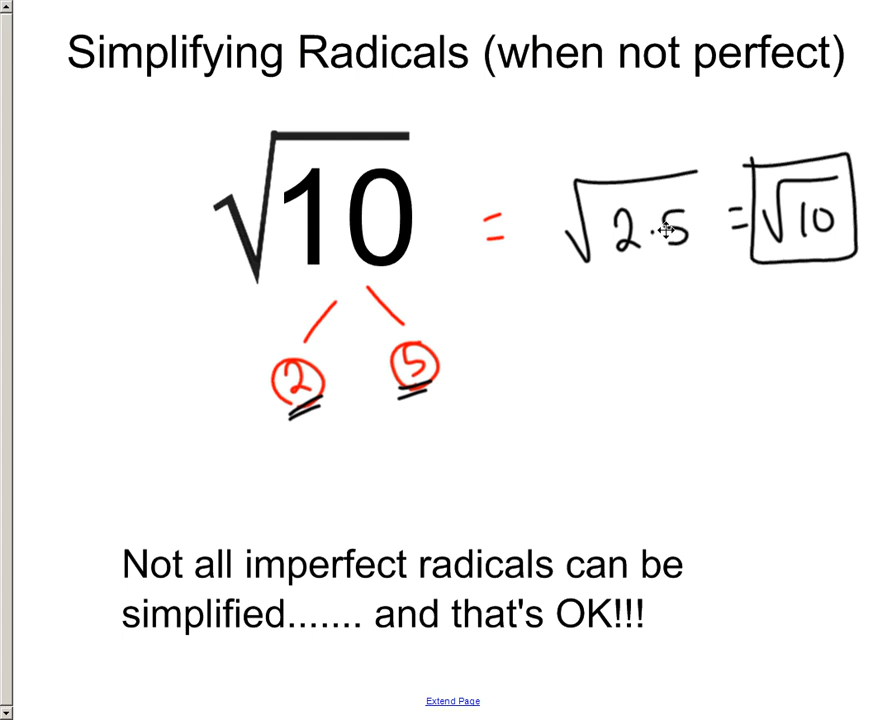 Simplifying Radicals (when not perfect)
√10 = √2·5 = √10
2 5
Not all imperfect radicals can be
simplified....... and that's OK!!!
Extend Page